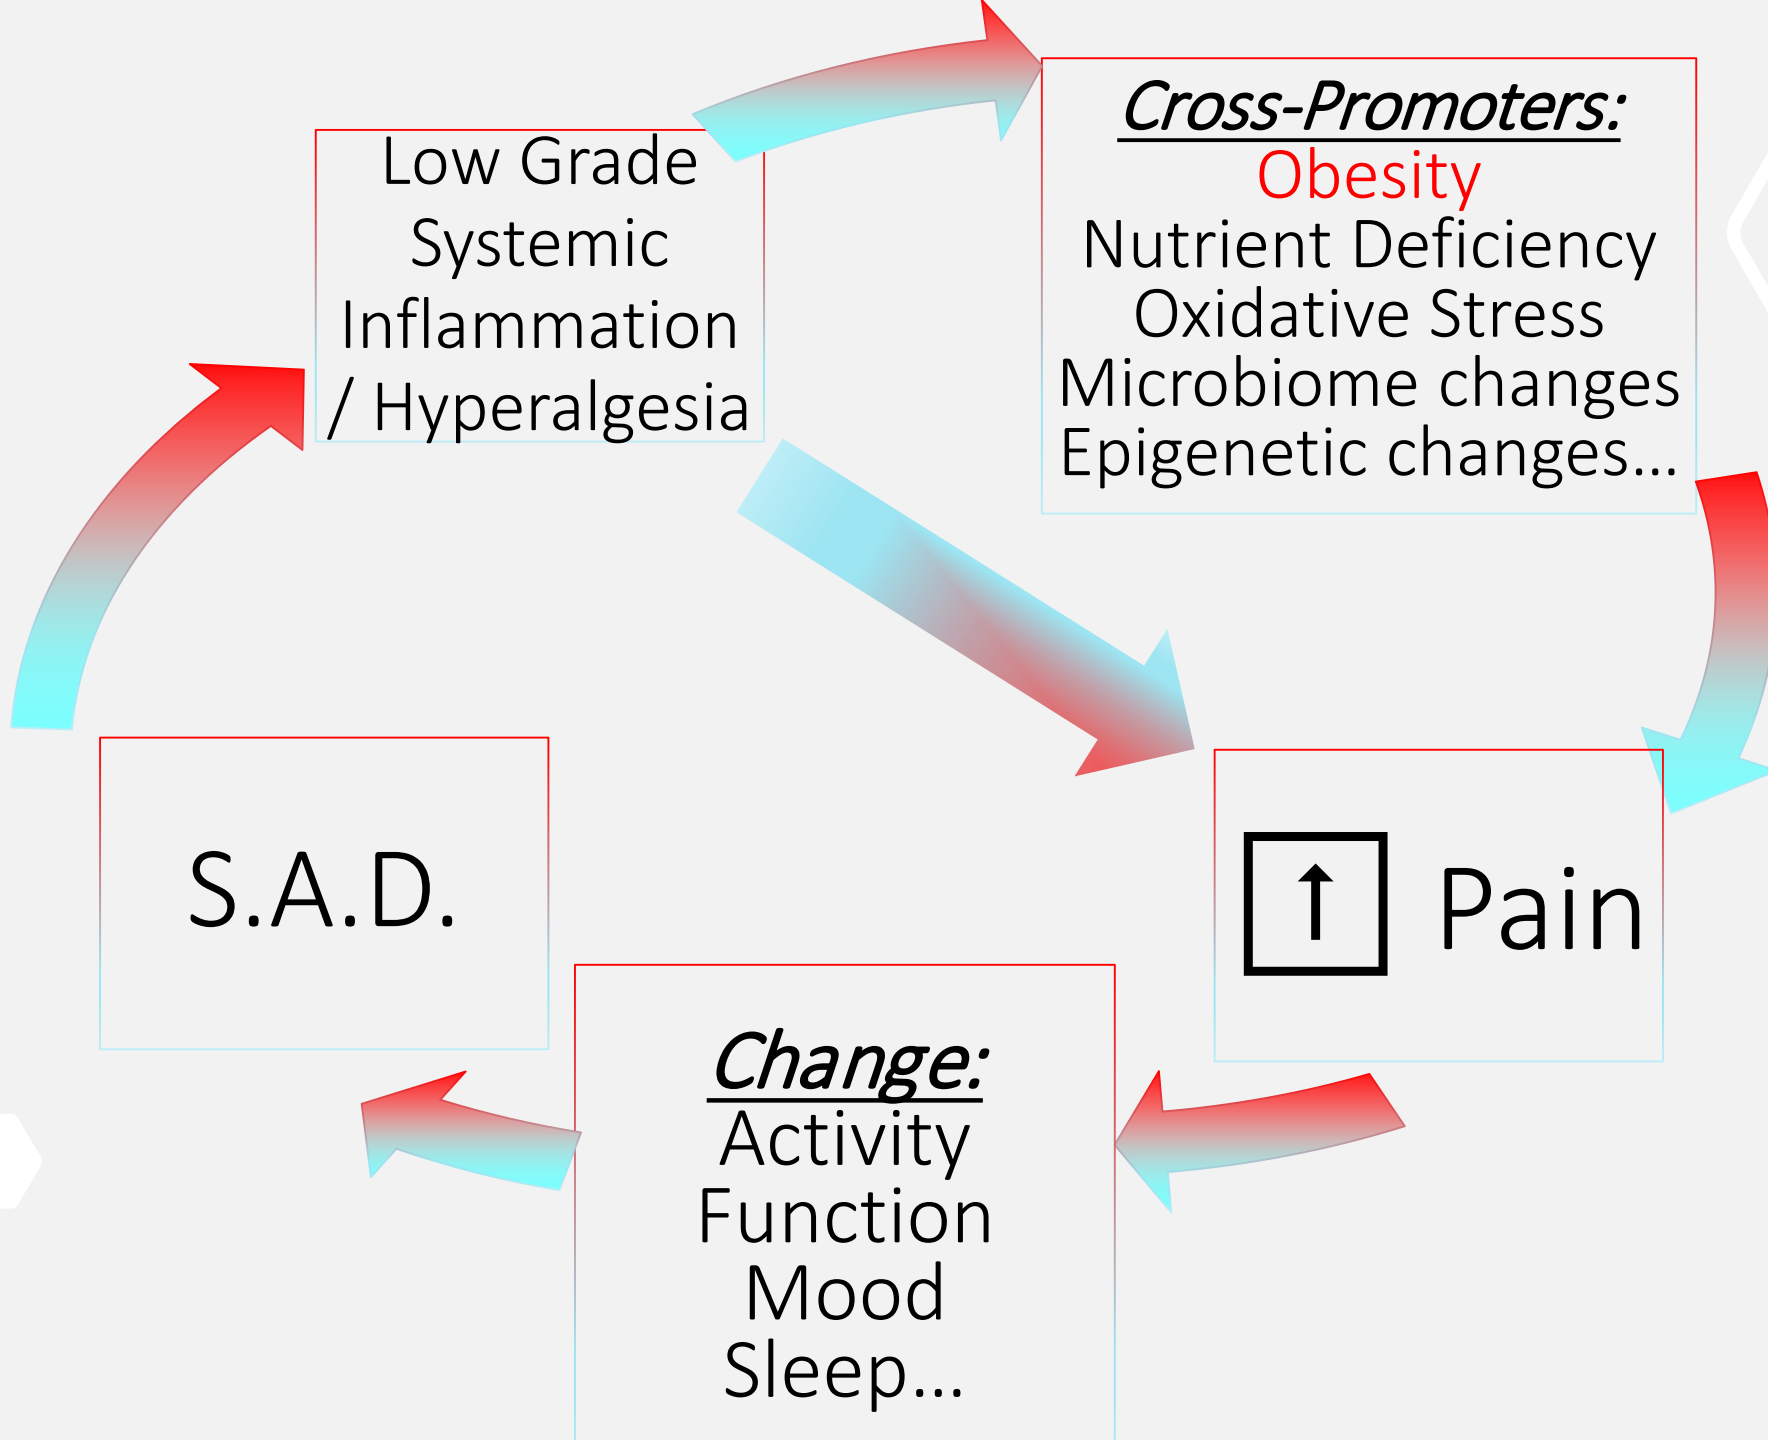 Low Grade
Systemic
Inflammation
/ Hyperalgesia
Cross-Promoters:
Obesity
Nutrient Deficiency
Oxidative Stress
Microbiome changes
Epigenetic changes...
↑ Pain
Change:
Activity
Function
Mood
Sleep...
S.A.D.